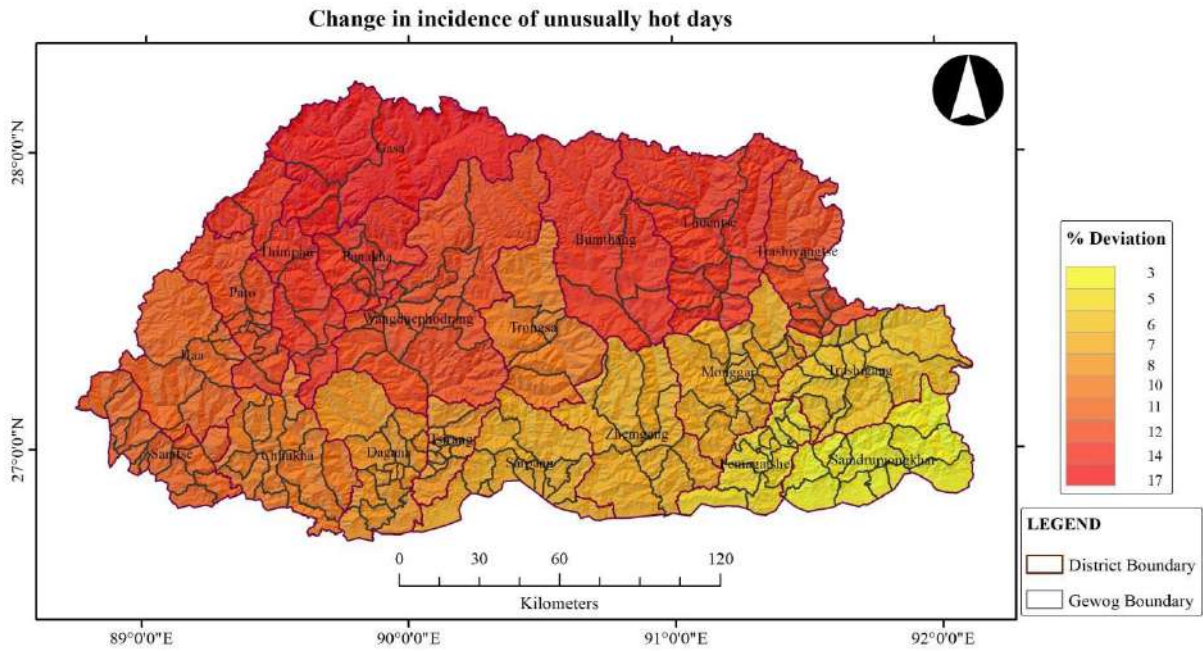 Change in incidence of unusually hot days
28°0'0"N
27°0'0"N
Gasa
Bumthang
Lhuentse
Trashiyangtse
Thimphu
Punakha
Paro
Wangduephodrang
Trongsa
Haa
Monggar
Trashigang
Samtse
Chhukha
Dagana
Tsirang
Sarpang
Zhemgang
Pemagatshel
Samdrupjongkhar
0 30 60 120
Kilometers
89°0'0"E 90°0'0"E 91°0'0"E 92°0'0"E
% Deviation
3
5
6
7
8
10
11
12
14
17
LEGEND
District Boundary
Gewog Boundary